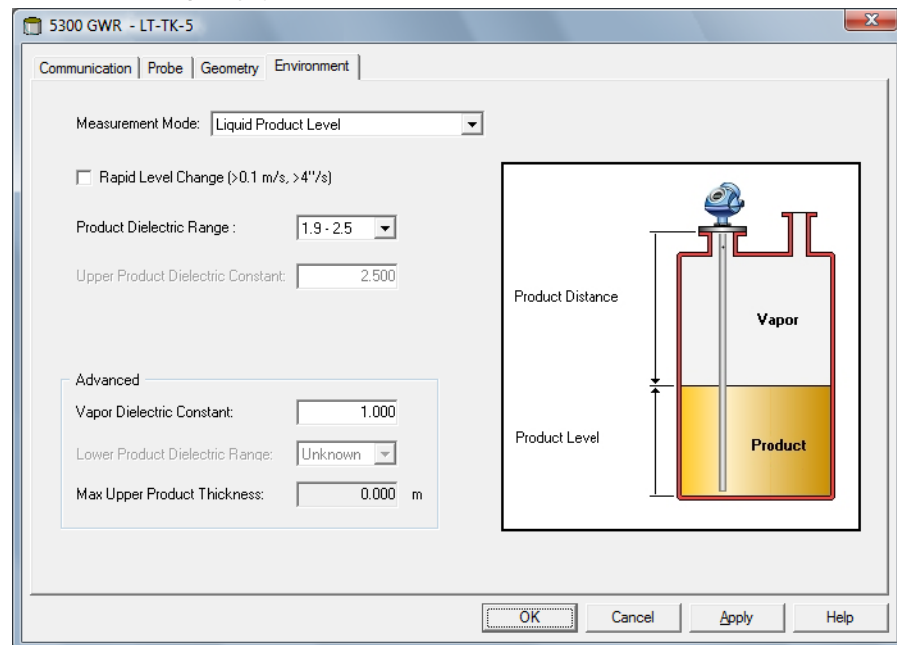 5300 GWR - LT-TK-5
Communication Probe Geometry Environment
Measurement Mode: Liquid Product Level
Rapid Level Change (>0.1 m/s, >4"/s)
Product Dielectric Range : 1.9 - 2.5
Upper Product Dielectric Constant: 2.500
Advanced
Vapor Dielectric Constant: 1.000
Lower Product Dielectric Range: Unknown
Max Upper Product Thickness: 0.000 m
Product Distance
Vapor
Product Level
Product
OK Cancel Apply Help